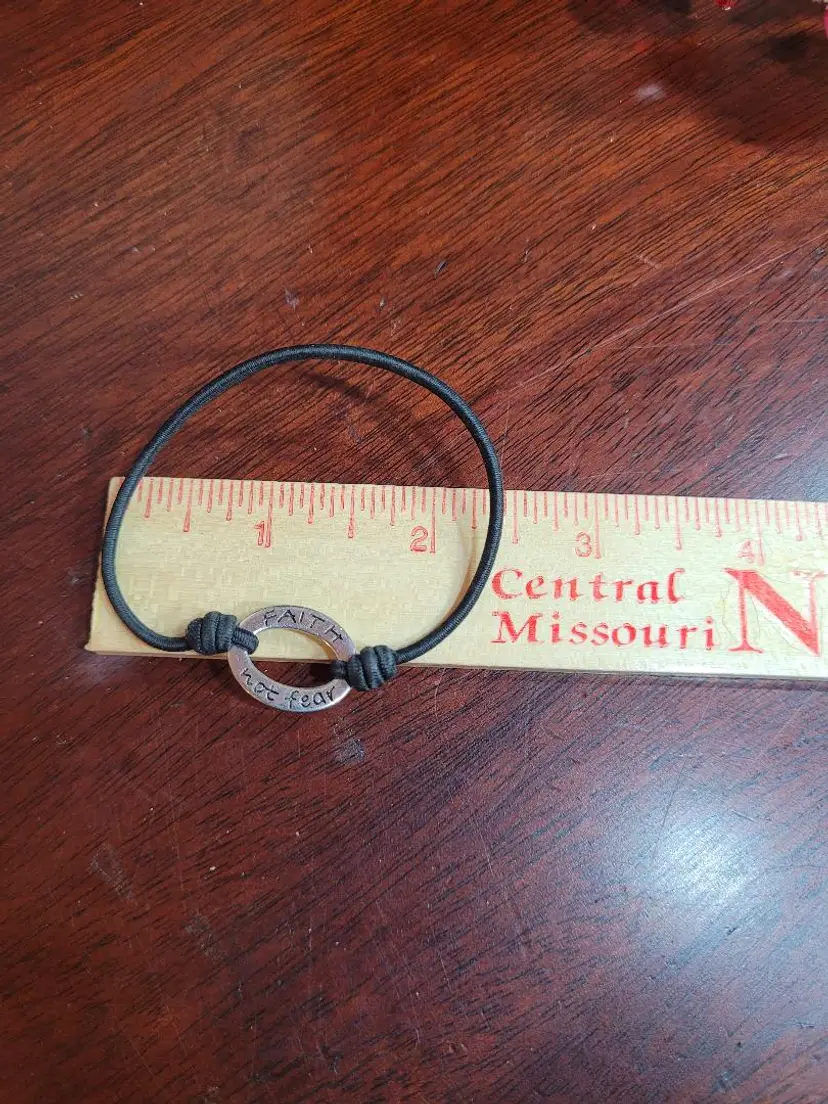 1 2 3 4
Central
Missouri N
FAITH
not fear